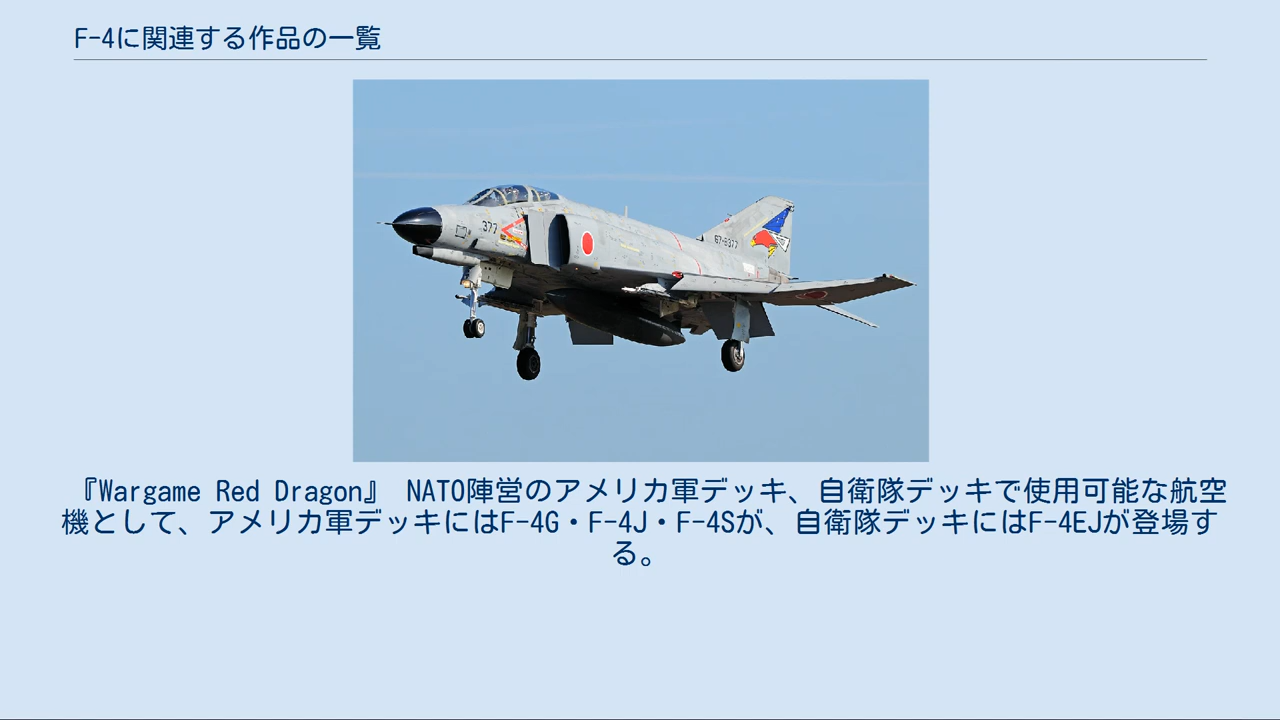 F-4に関連する作品の一覧
377
67-8377
『Wargame Red Dragon』 NATO陣営のアメリカ軍デッキ、自衛隊デッキで使用可能な航空
機として、アメリカ軍デッキにはF-4G・F-4J・F-4Sが、自衛隊デッキにはF-4EJが登場す
る。